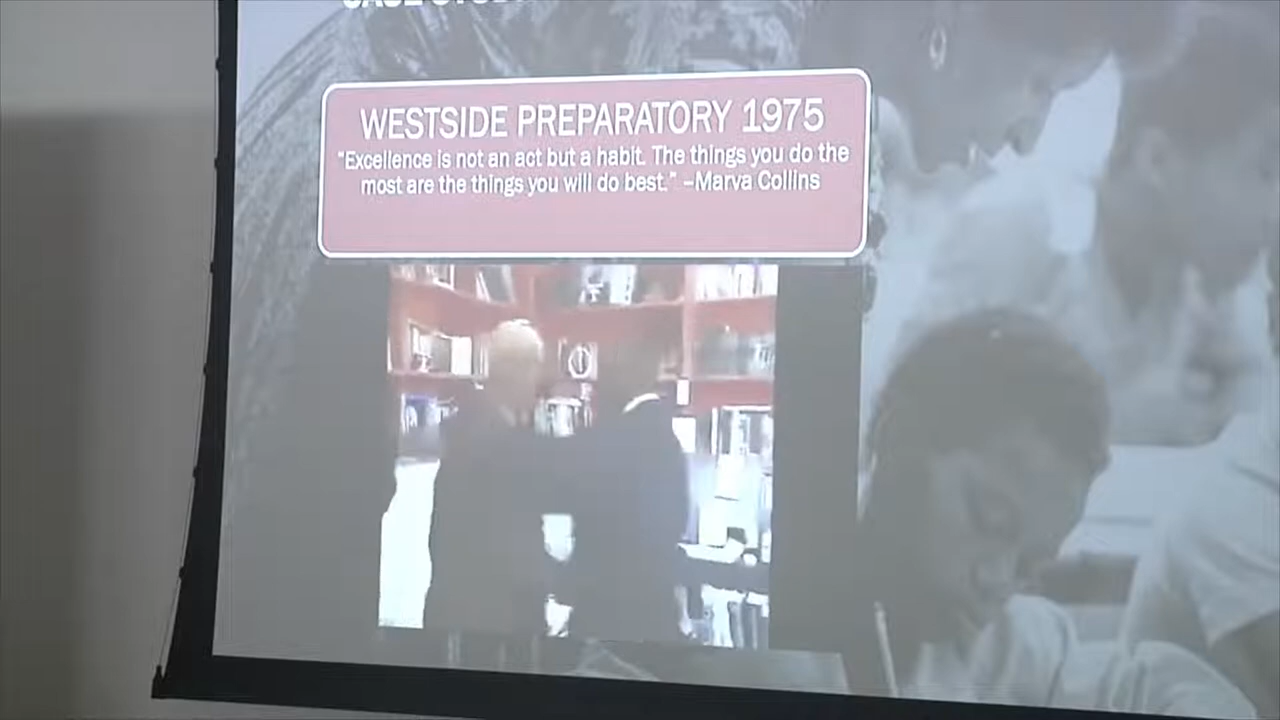 WESTSIDE PREPARATORY 1975
"Excellence is not an act but a habit. The things you do the
most are the things you will do best." –Marva Collins